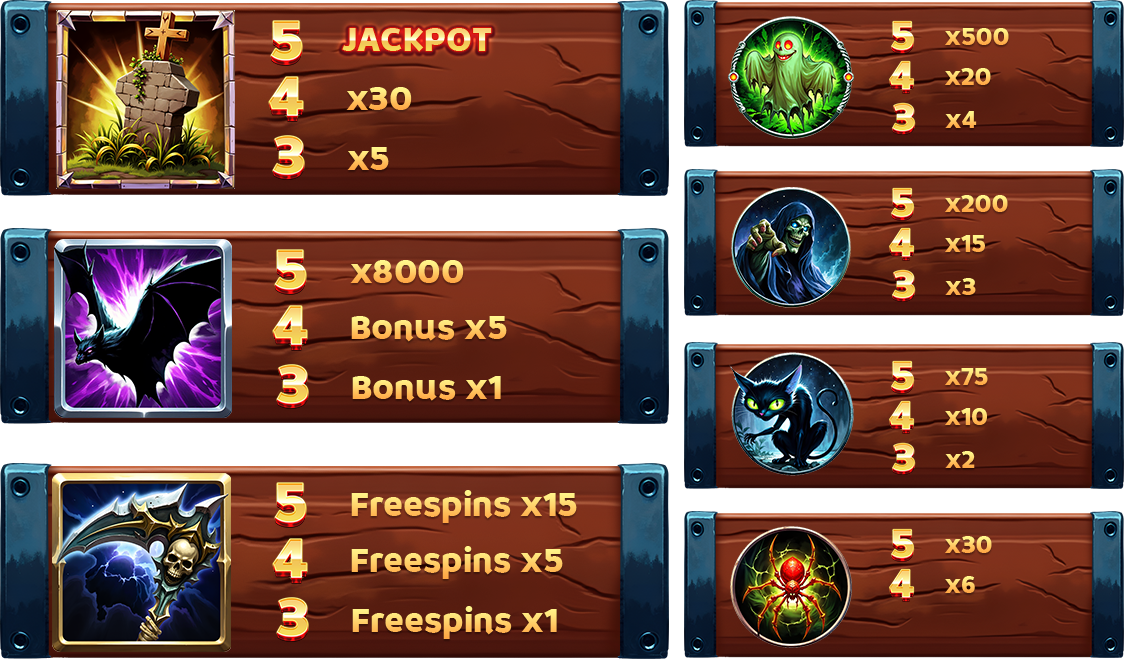 5 JACKPOT
4 x30
3 x5
5 x8000
4 Bonus x5
3 Bonus x1
5 Freespins x15
4 Freespins x5
3 Freespins x1
5 x500
4 x20
3 x4
5 x200
4 x15
3 x3
5 x75
4 x10
3 x2
5 x30
4 x6